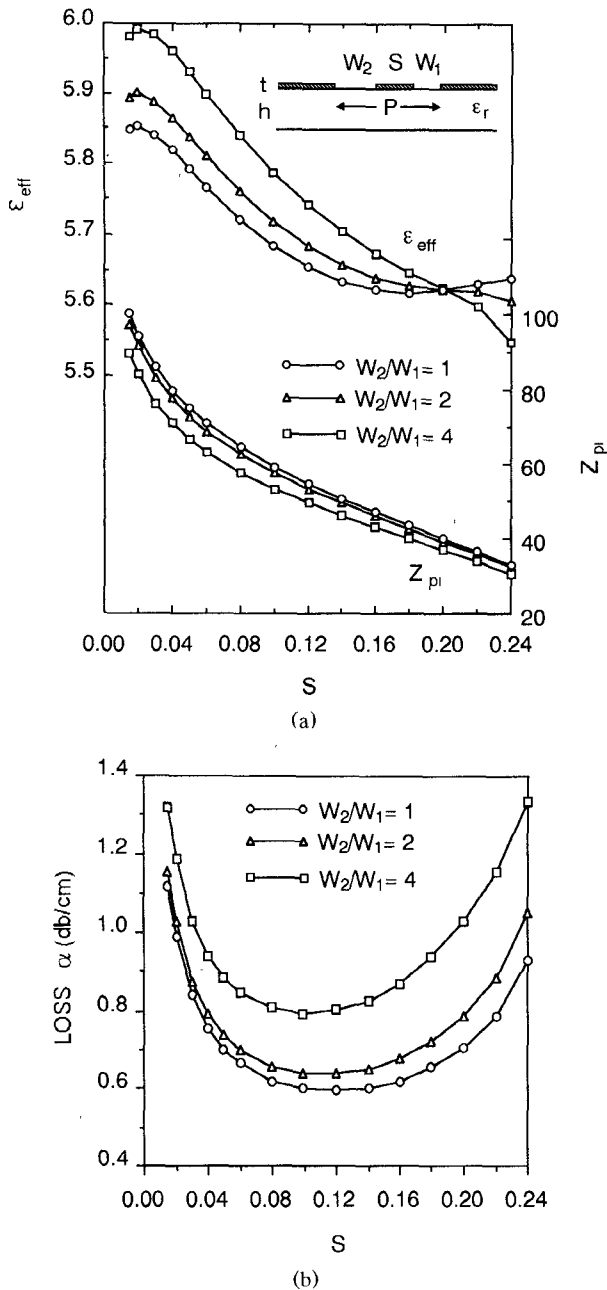 6.0
5.9
5.8
5.7
5.6
5.5
ε_eff
W₂ S W₁
t
h
P
ε_r
ε_eff
100
80
60
40
20
Z_pi
W₂/W₁ = 1
W₂/W₁ = 2
W₂/W₁ = 4
Z_pi
0.00 0.04 0.08 0.12 0.16 0.20 0.24
S
(a)
1.4
1.2
1.0
0.8
0.6
0.4
LOSS α (db/cm)
W₂/W₁ = 1
W₂/W₁ = 2
W₂/W₁ = 4
0.00 0.04 0.08 0.12 0.16 0.20 0.24
S
(b)